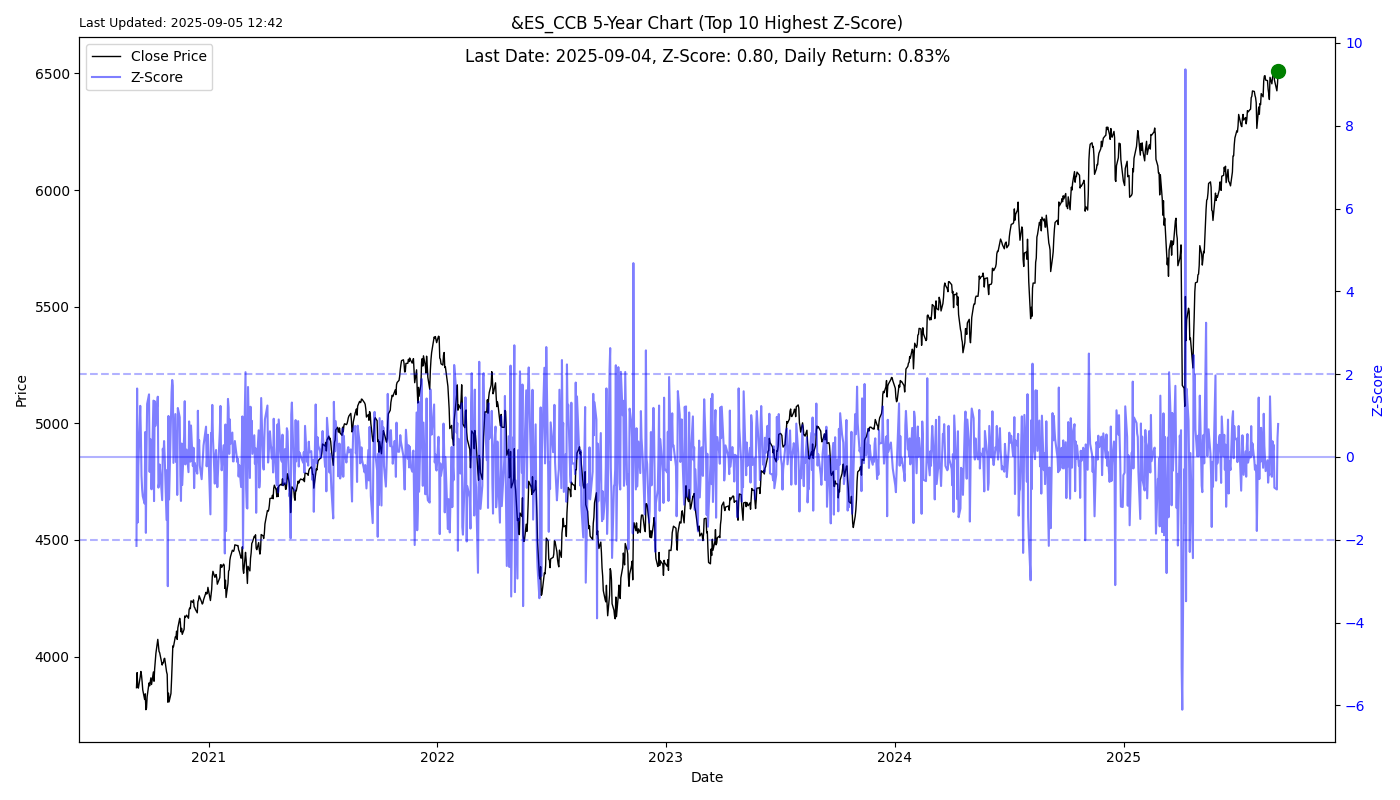 Last Updated: 2025-09-05 12:42
&ES_CCB 5-Year Chart (Top 10 Highest Z-Score)
Last Date: 2025-09-04, Z-Score: 0.80, Daily Return: 0.83%
Close Price
Z-Score
6500
6000
5500
5000
4500
4000
Price
10
8
6
4
2
0
−2
−4
−6
Z-Score
2021
2022
2023
2024
2025
Date